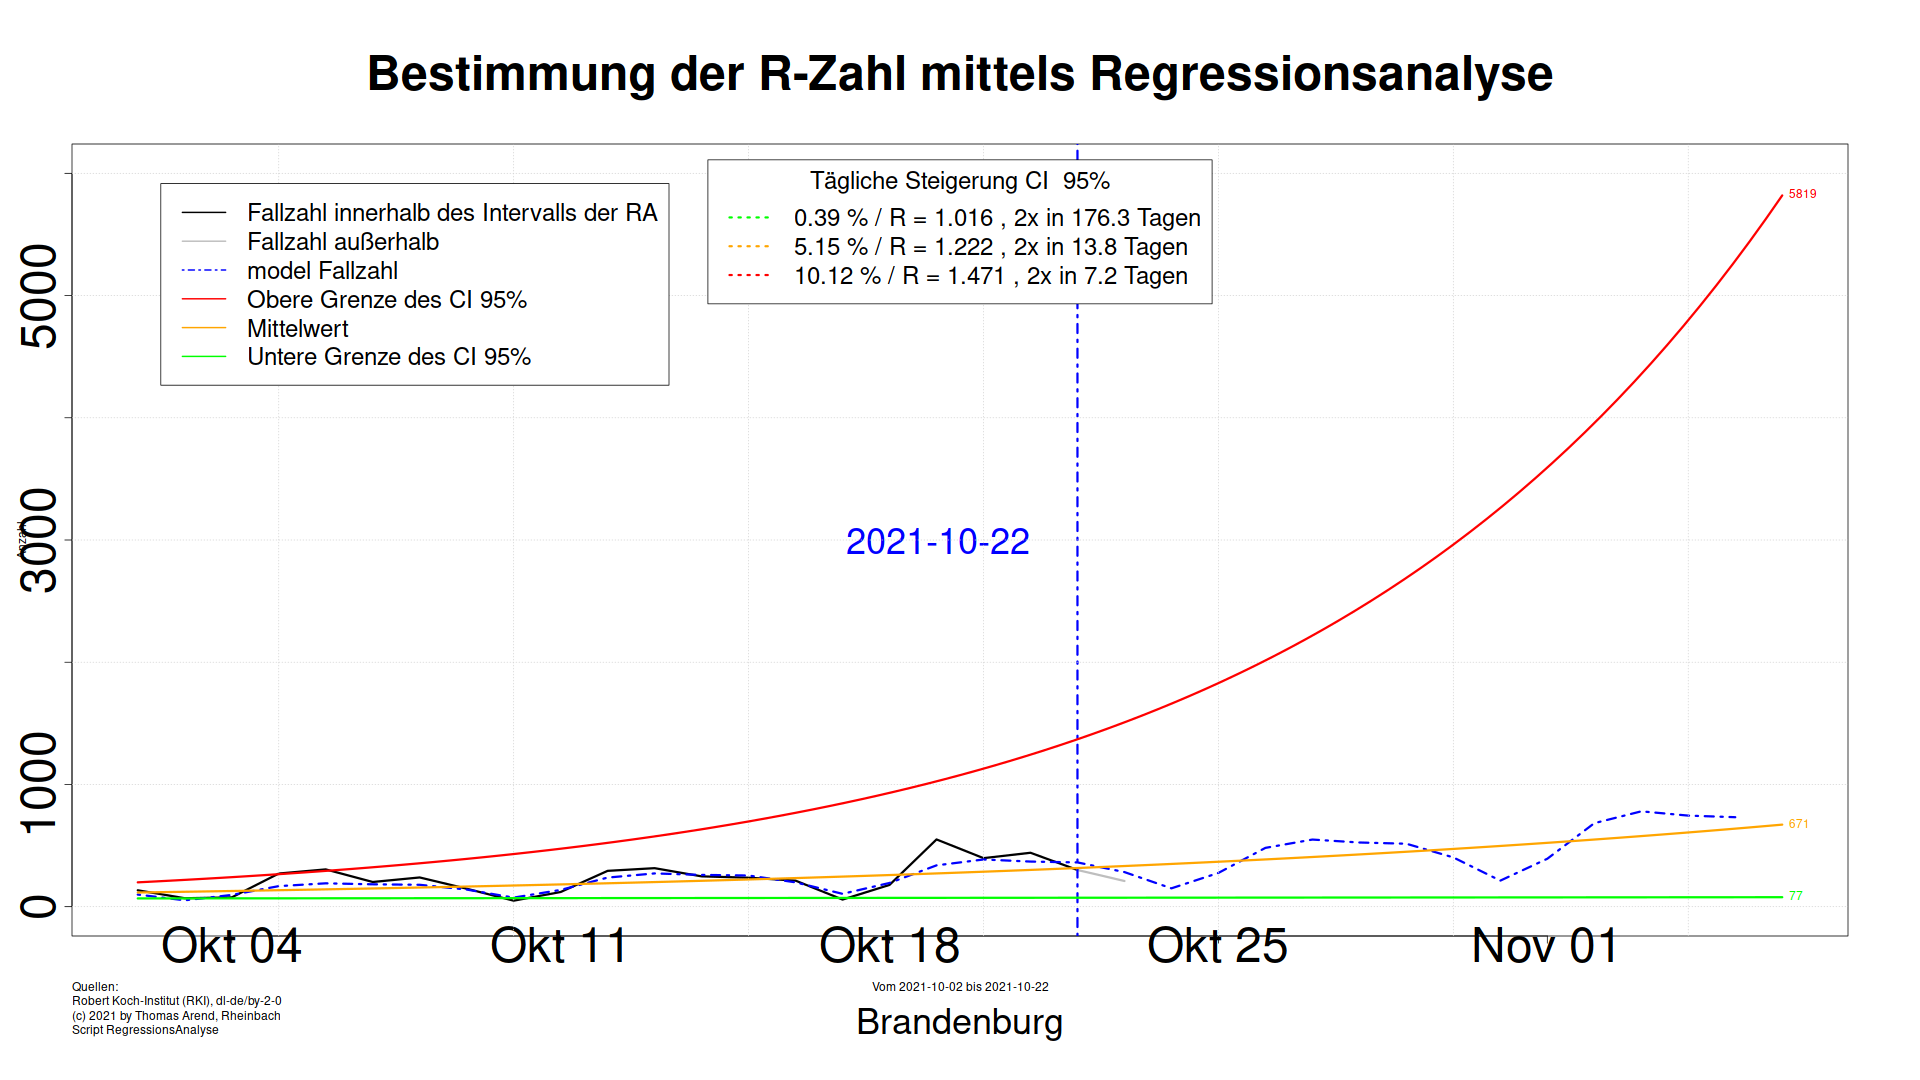 Bestimmung der R-Zahl mittels Regressionsanalyse
Fallzahl innerhalb des Intervalls der RA
Fallzahl außerhalb
model Fallzahl
Obere Grenze des CI 95%
Mittelwert
Untere Grenze des CI 95%
Tägliche Steigerung CI 95%
0.39 % / R = 1.016 , 2x in 176.3 Tagen
5.15 % / R = 1.222 , 2x in 13.8 Tagen
10.12 % / R = 1.471 , 2x in 7.2 Tagen
5819
5000
2021-10-22
3000
Anzahl
1000
671
77
0
Okt 04
Okt 11
Okt 18
Okt 25
Nov 01
Quellen:
Robert Koch-Institut (RKI), dl-de/by-2-0
(c) 2021 by Thomas Arend, Rheinbach
Script RegressionsAnalyse
Vom 2021-10-02 bis 2021-10-22
Brandenburg